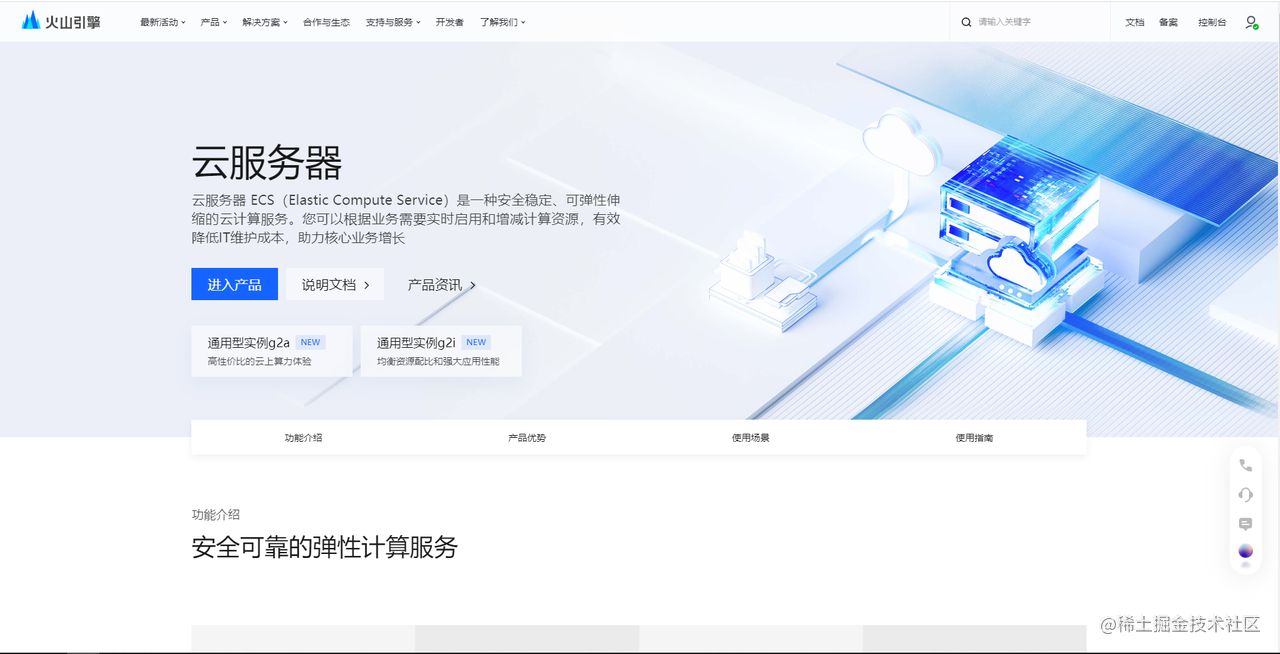 火山引擎
最新活动 产品 解决方案 合作与生态 支持与服务 开发者 了解我们
请输入关键字
文档 备案 控制台
云服务器
云服务器 ECS（Elastic Compute Service）是一种安全稳定、可弹性伸
缩的云计算服务。您可以根据业务需要实时启用和增减计算资源，有效
降低IT维护成本，助力核心业务增长
进入产品 说明文档 产品资讯
通用型实例g2a NEW
高性价比的云上算力体验
通用型实例g2i NEW
均衡资源配比和强大应用性能
功能介绍 产品优势 使用场景 使用指南
功能介绍
安全可靠的弹性计算服务
@稀土掘金技术社区